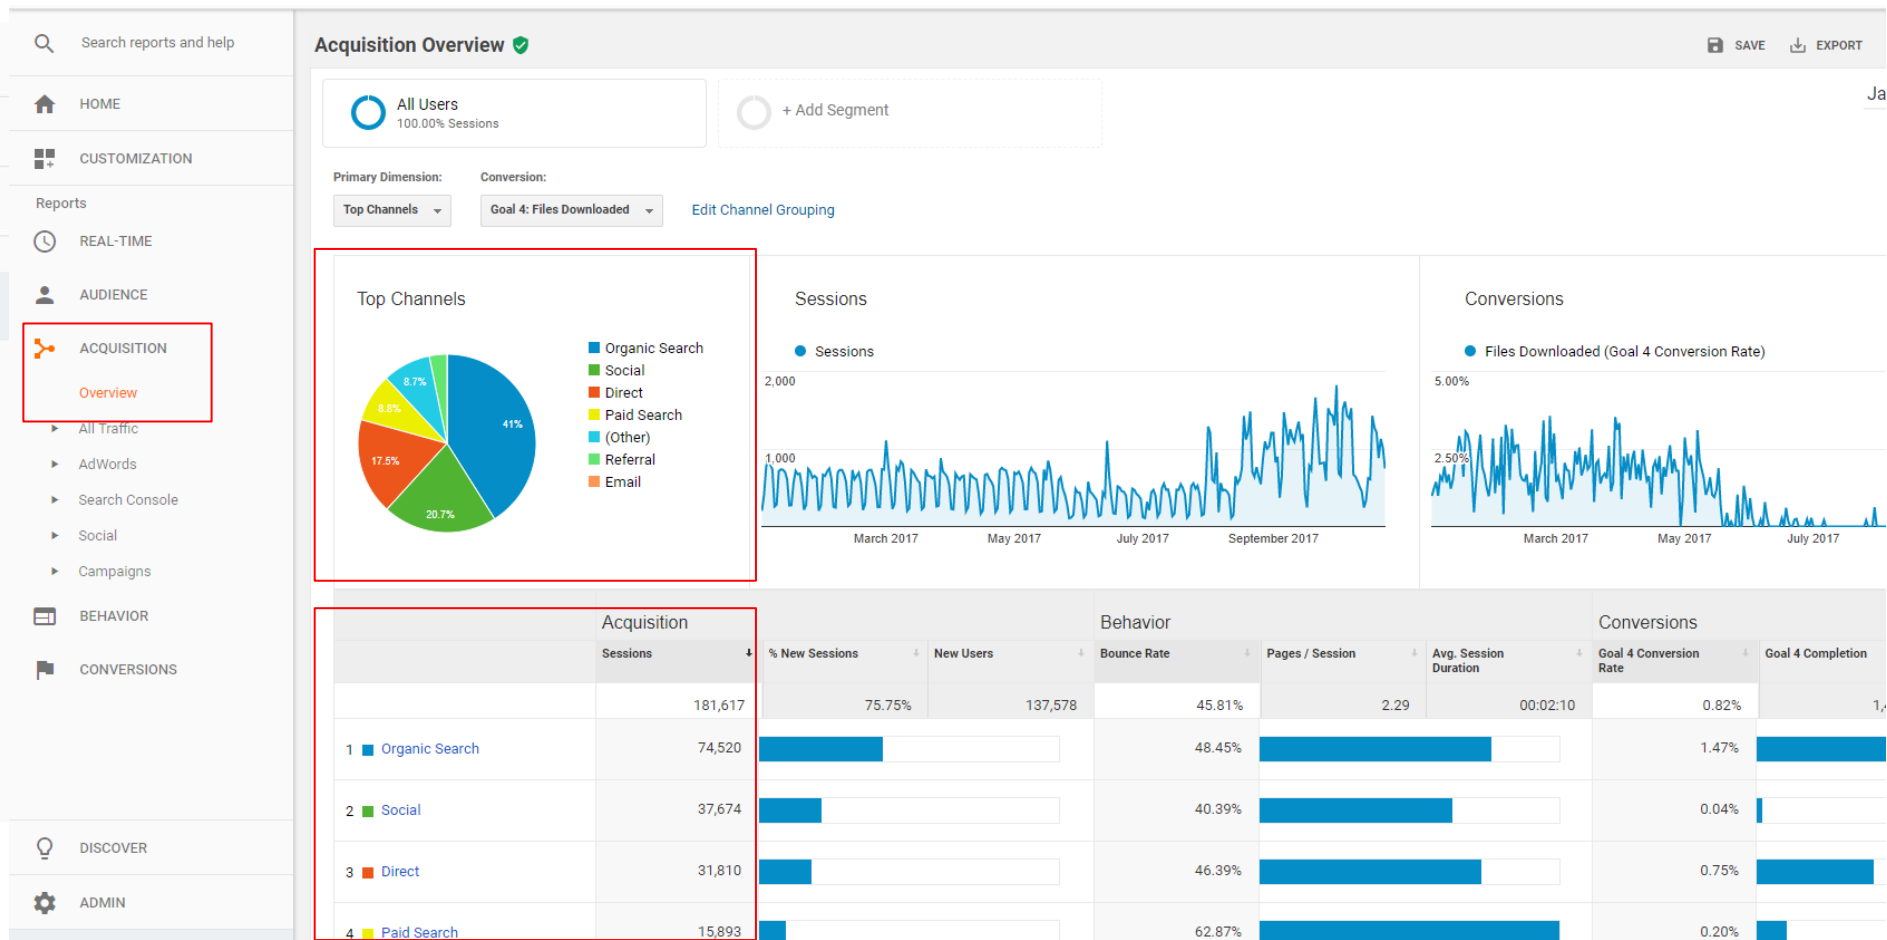 Search reports and help
HOME
CUSTOMIZATION
Reports
REAL-TIME
AUDIENCE
ACQUISITION
Overview
All Traffic
AdWords
Search Console
Social
Campaigns
BEHAVIOR
CONVERSIONS
DISCOVER
ADMIN
Acquisition Overview
SAVE EXPORT
All Users
100.00% Sessions
+ Add Segment
Ja
Primary Dimension: Conversion:
Top Channels Goal 4: Files Downloaded Edit Channel Grouping
Top Channels
41%
20.7%
17.5%
8.8%
8.7%
Organic Search
Social
Direct
Paid Search
(Other)
Referral
Email
Sessions
Sessions
2,000
1,000
March 2017 May 2017 July 2017 September 2017
Conversions
Files Downloaded (Goal 4 Conversion Rate)
5.00%
2.50%
March 2017 May 2017 July 2017
Acquisition Behavior Conversions
Sessions % New Sessions New Users Bounce Rate Pages / Session Avg. Session Duration Goal 4 Conversion Rate Goal 4 Completion
181,617 75.75% 137,578 45.81% 2.29 00:02:10 0.82% 1,
1 Organic Search 74,520 48.45% 1.47%
2 Social 37,674 40.39% 0.04%
3 Direct 31,810 46.39% 0.75%
4 Paid Search 15,893 62.87% 0.20%